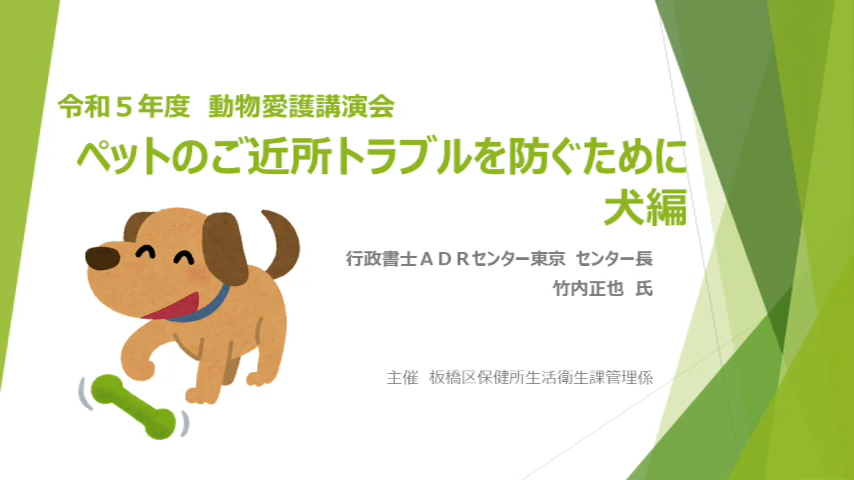 令和５年度 動物愛護講演会
ペットのご近所トラブルを防ぐために
犬編
行政書士ＡＤＲセンター東京 センター長
竹内正也 氏
主催 板橋区保健所生活衛生課管理係